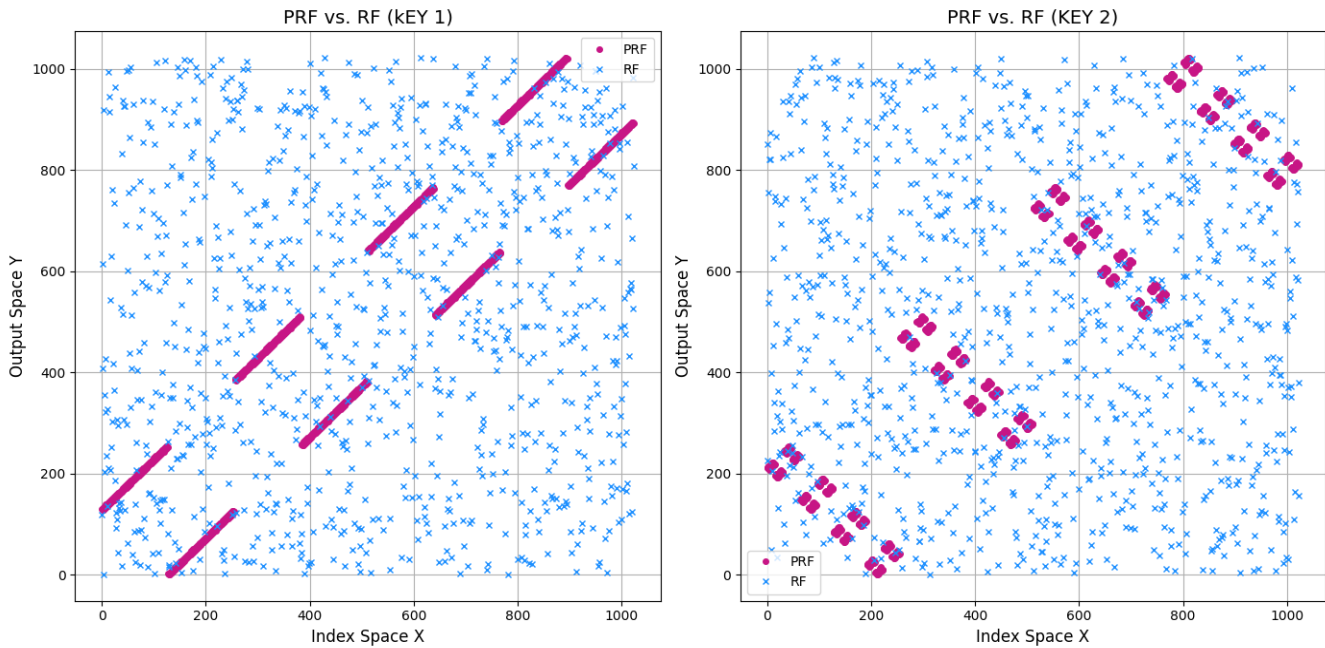 PRF vs. RF (kEY 1)
PRF
RF
1000
800
600
400
200
0
Output Space Y
0 200 400 600 800 1000
Index Space X
PRF vs. RF (KEY 2)
1000
800
600
400
200
0
Output Space Y
PRF
RF
0 200 400 600 800 1000
Index Space X